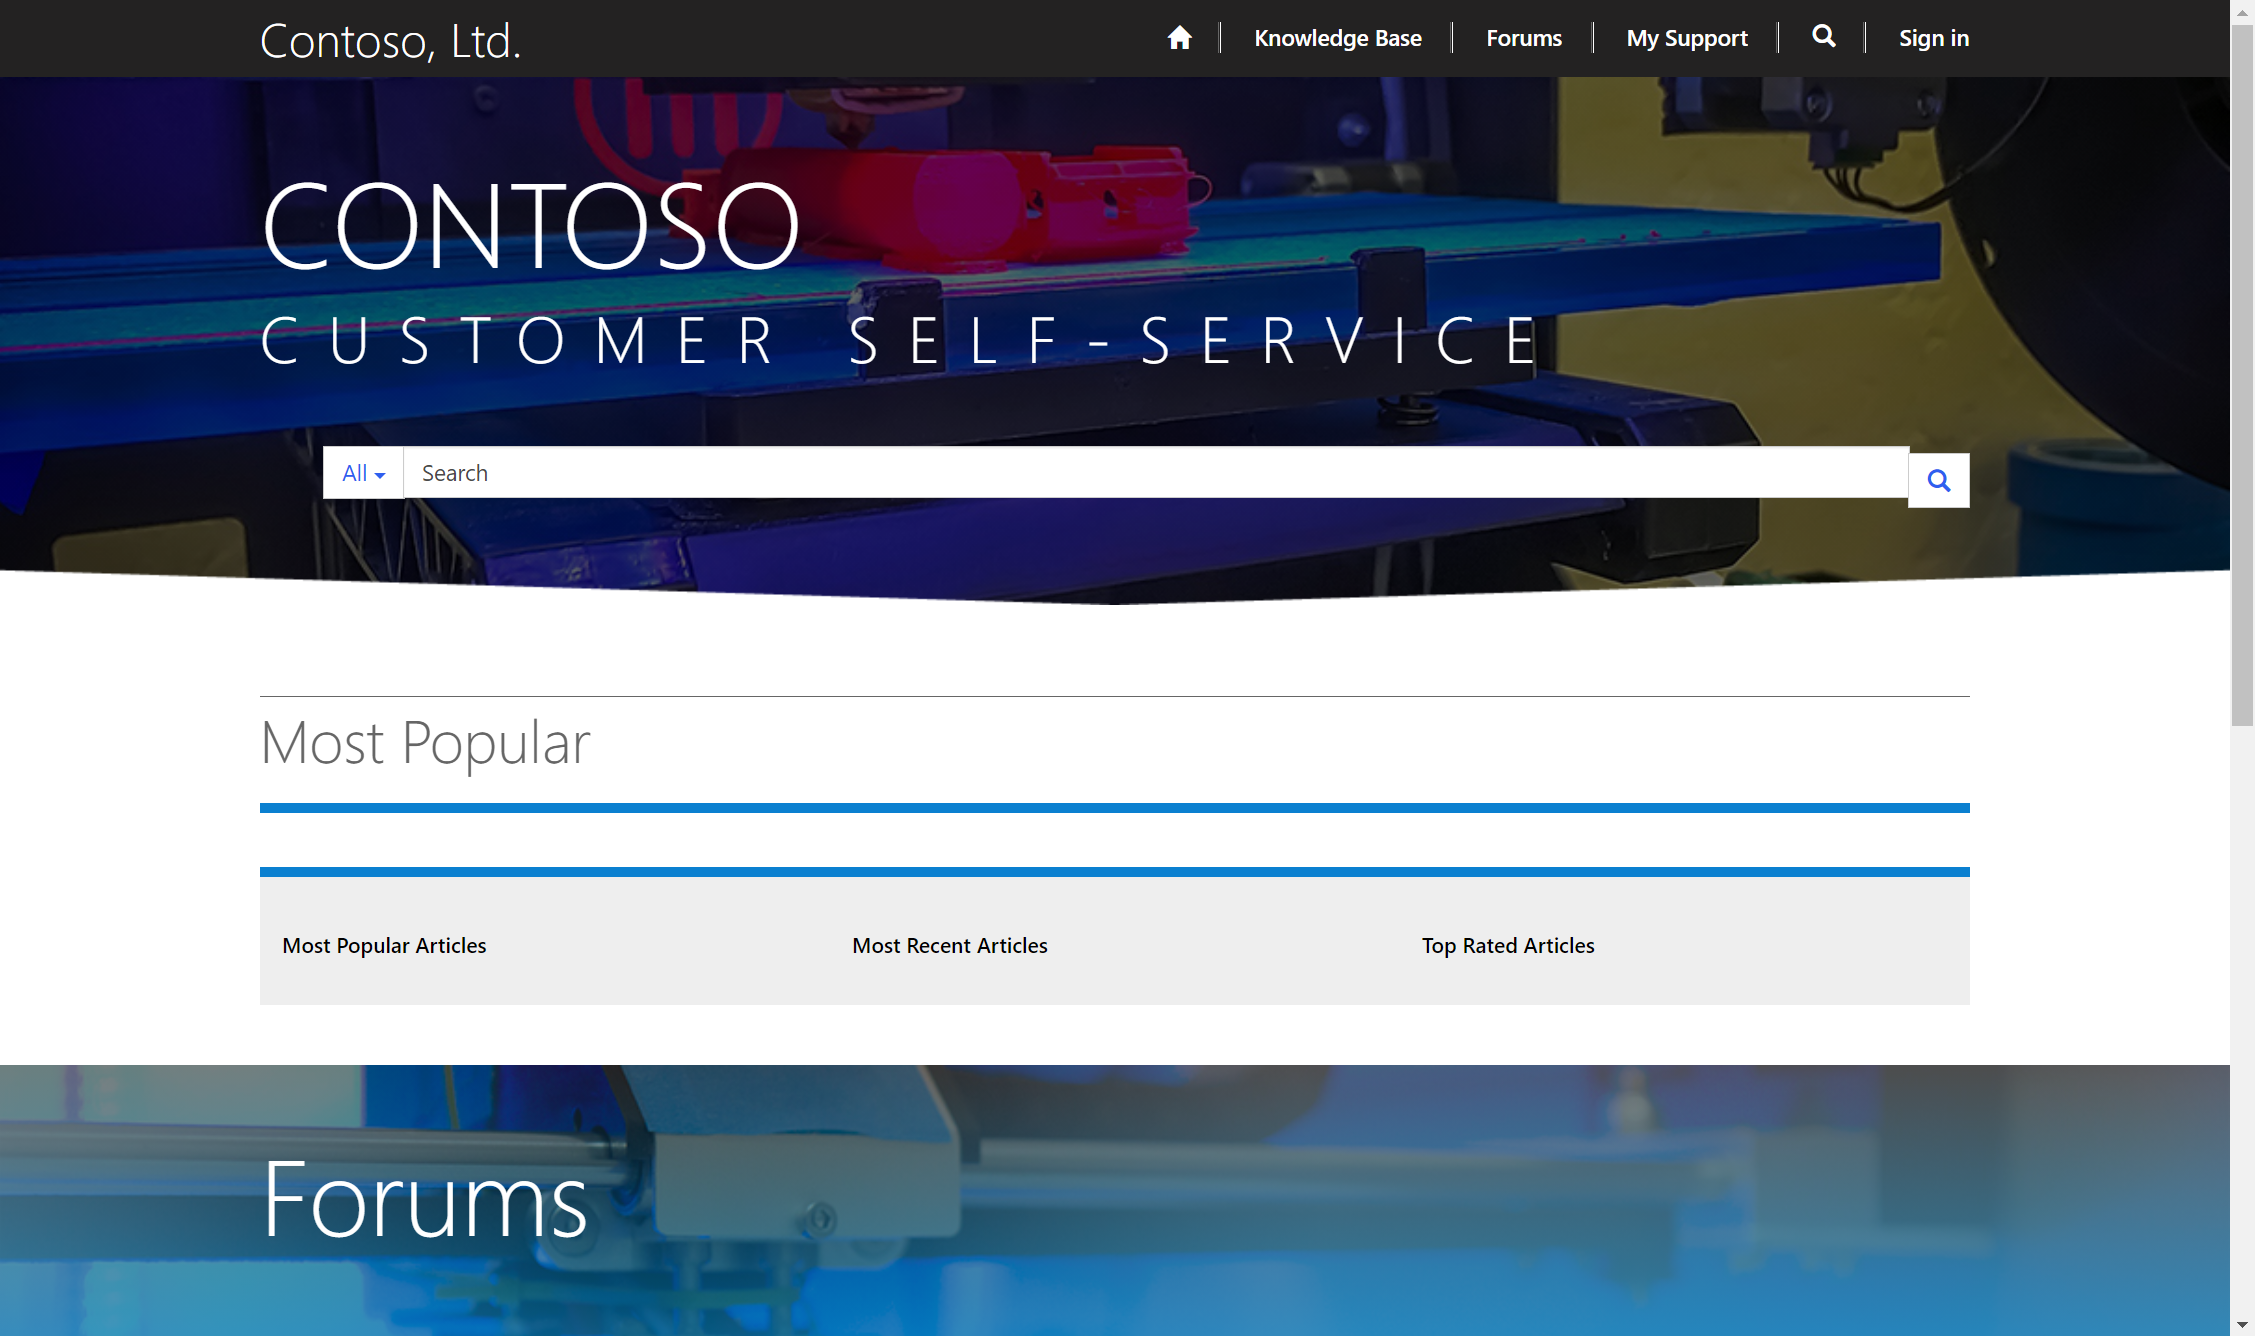 Contoso, Ltd.
Knowledge Base
Forums
My Support
Sign in
CONTOSO
CUSTOMER SELF-SERVICE
All
Search
Most Popular
Most Popular Articles
Most Recent Articles
Top Rated Articles
Forums